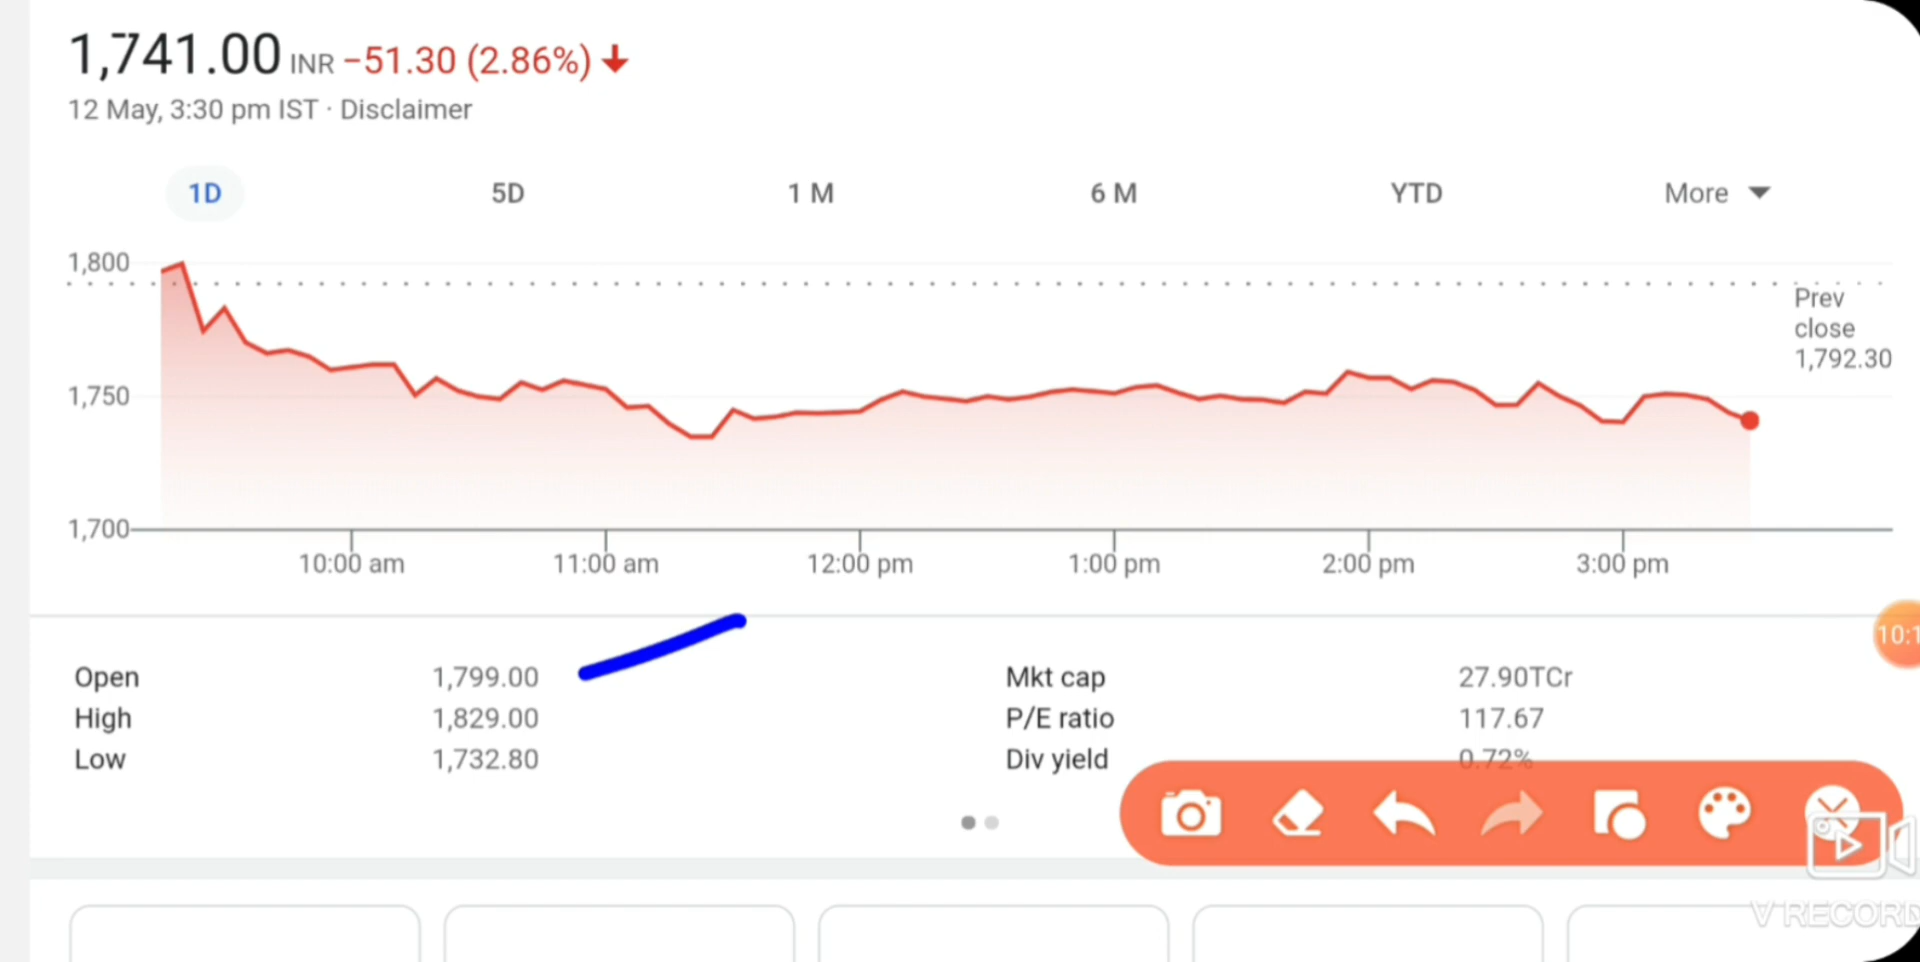 1,741.00 INR −51.30 (2.86%)
12 May, 3:30 pm IST · Disclaimer
1D 5D 1 M 6 M YTD More
1,800
Prev
close
1,792.30
1,750
1,700
10:00 am 11:00 am 12:00 pm 1:00 pm 2:00 pm 3:00 pm
Open 1,799.00 Mkt cap 27.90TCr
High 1,829.00 P/E ratio 117.67
Low 1,732.80 Div yield 0.72%
V RECORD